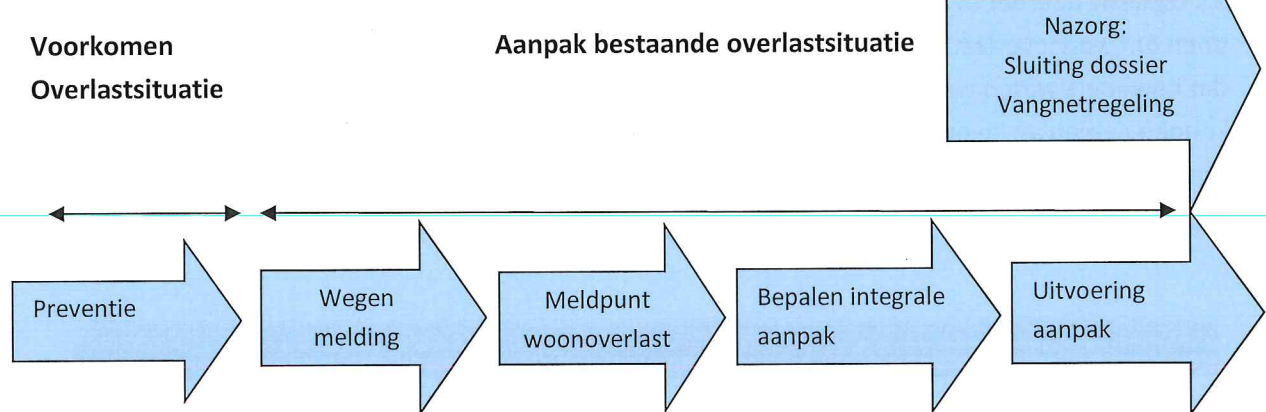 Voorkomen
Overlastsituatie
Aanpak bestaande overlastsituatie
Nazorg:
Sluiting dossier
Vangnetregeling
Preventie
Wegen
melding
Meldpunt
woonoverlast
Bepalen integrale
aanpak
Uitvoering
aanpak